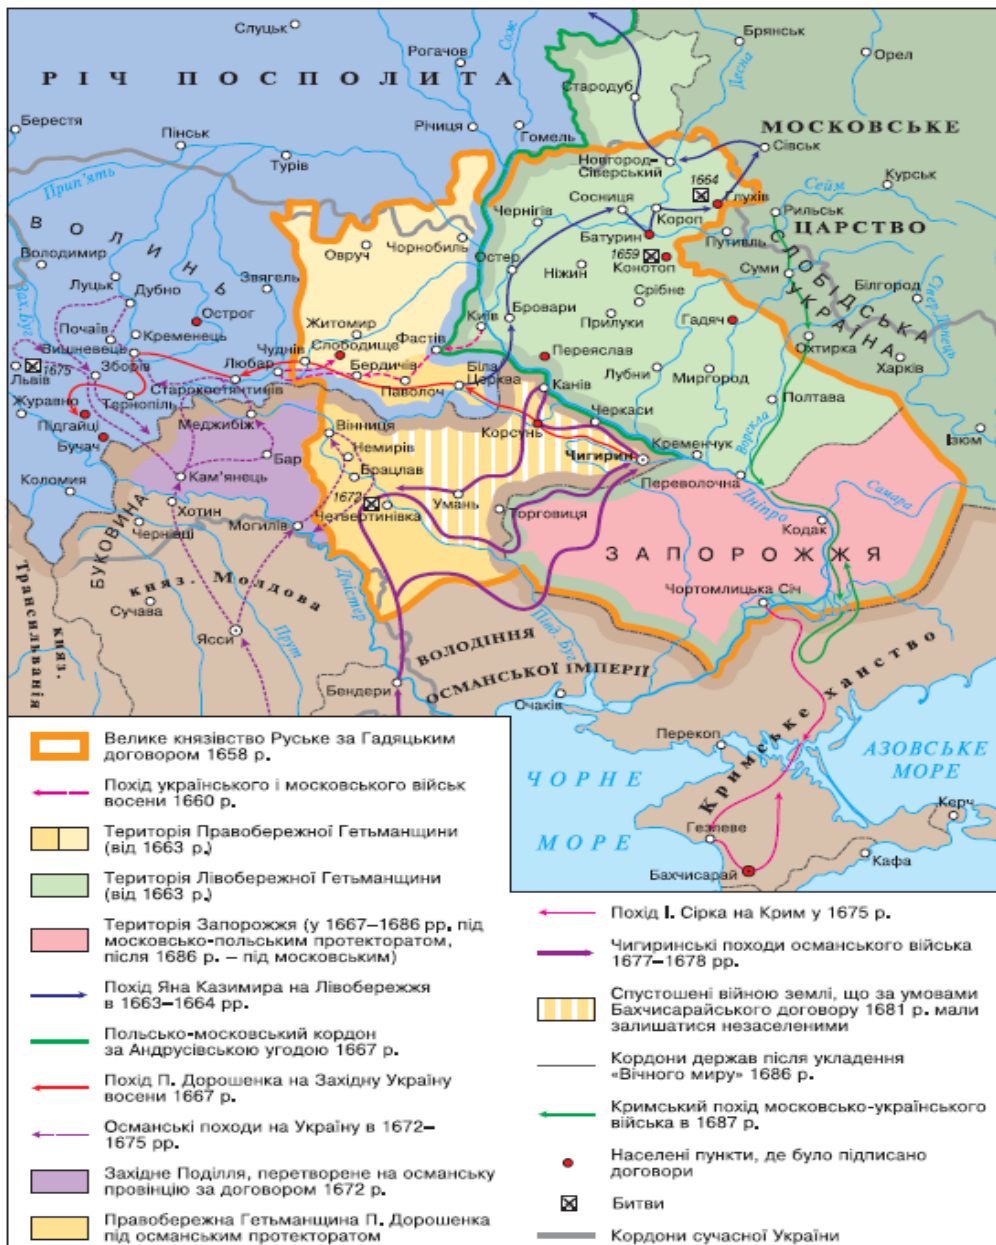 Слуцьк
Рогачов
Сож
Брянськ
Орел
РІЧ ПОСПОЛИТА
Десна
Стародуб
Берестя
Пінськ
Річиця
Гомель
МОСКОВСЬКЕ
Турів
Сівськ
Новгород-
Сіверський
Прип'ять
1664
Глухів
Сейм
Курськ
Сосниця
Короп
Рильськ
ЦАРСТВО
ВОЛИНЬ
Чернігів
Батурин
Путивль
Володимир
Овруч
Чорнобиль
Остер
1659
Конотоп
Суми
Луцьк
Звягель
Ніжин
Білгород
Зах. Буг
Дубно
Срібне
СЛОБІДСЬКА УКРАЇНА
Сівер. Донець
Острог
Київ
Бровари
Почаїв
Кременець
Житомир
Прилуки
Гадяч
Слободище
Фастів
Охтирка
Вишневець
Чуднів
Переяслав
Харків
1675
Зборів
Любар
Бердичів
Біла
Церква
Лубни
Миргород
Львів
Старокостянтинів
Паволоч
Канів
Полтава
Журавно
Тернопіль
Черкаси
Ворскла
Підгайці
Меджибіж
Вінниця
Корсунь
Кременчук
Ізюм
Бучач
Немирів
Чигирин
Бар
Брацлав
Переволочна
Коломия
Кам'янець
1672
Умань
Дніпро
Самара
Хотин
Четвертинівка
Торговиця
Кодак
БУКОВИНА
Чернівці
Могилів
ЗАПОРОЖЖЯ
княз. Молдова
Дністер
Чортомлицька Січ
Сучава
Трансильванія
княз.
Ясси
Прут
Півд. Буг
ВОЛОДІННЯ
ОСМАНСЬКОЇ ІМПЕРІЇ
Бендери
Очаків
Кримське ханство
Перекоп
АЗОВСЬКЕ
МОРЕ
ЧОРНЕ
МОРЕ
Гезлеве
Керч
Кафа
Бахчисарай
Велике князівство Руське за Гадяцьким
договором 1658 р.
Похід українського і московського військ
восени 1660 р.
Територія Правобережної Гетьманщини
(від 1663 р.)
Територія Лівобережної Гетьманщини
(від 1663 р.)
Територія Запорожжя (у 1667–1686 рр. під
московсько-польським протекторатом,
після 1686 р. – під московським)
Похід Яна Казимира на Лівобережжя
в 1663–1664 рр.
Польсько-московський кордон
за Андрусівською угодою 1667 р.
Похід П. Дорошенка на Західну Україну
восени 1667 р.
Османські походи на Україну в 1672–
1675 рр.
Західне Поділля, перетворене на османську
провінцію за договором 1672 р.
Правобережна Гетьманщина П. Дорошенка
під османським протекторатом
Похід І. Сірка на Крим у 1675 р.
Чигиринські походи османського війська
1677–1678 рр.
Спустошені війною землі, що за умовами
Бахчисарайського договору 1681 р. мали
залишатися незаселеними
Кордони держав після укладення
«Вічного миру» 1686 р.
Кримський похід московсько-українського
війська в 1687 р.
Населені пункти, де було підписано
договори
Битви
Кордони сучасної України